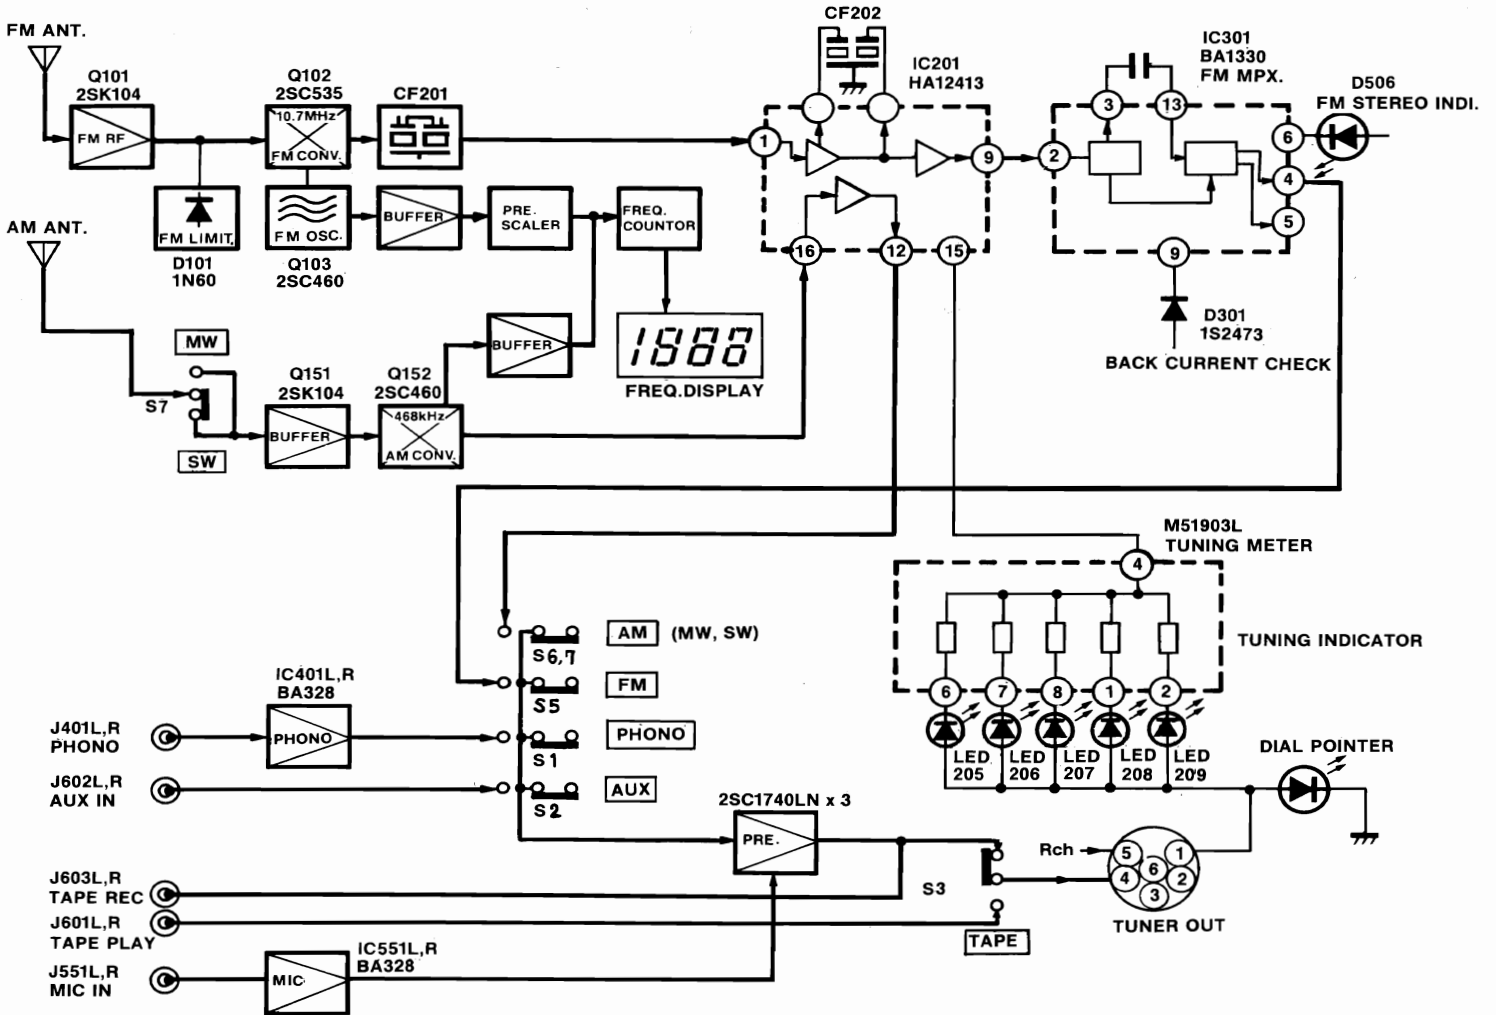 FM ANT.
Q101
2SK104
FM RF
Q102
2SC535
10.7MHz
FM CONV.
CF201
CF202
IC201
HA12413
1
9
16
12
15
IC301
BA1330
FM MPX.
3
13
2
6
4
5
9
D506
FM STEREO INDI.
FM LIMIT.
D101
1N60
FM OSC.
Q103
2SC460
BUFFER
PRE.
SCALER
FREQ.
COUNTOR
1888
FREQ.DISPLAY
D301
1S2473
BACK CURRENT CHECK
AM ANT.
MW
S7
SW
Q151
2SK104
BUFFER
Q152
2SC460
468kHz
AM CONV.
BUFFER
M51903L
TUNING METER
4
TUNING INDICATOR
6
7
8
1
2
LED
205
LED
206
LED
207
LED
208
LED
209
DIAL POINTER
AM (MW, SW)
S6,7
FM
S5
PHONO
S1
AUX
S2
IC401L,R
BA328
J401L,R
PHONO
PHONO
J602L,R
AUX IN
2SC1740LN x 3
PRE.
J603L,R
TAPE REC
J601L,R
TAPE PLAY
S3
TAPE
Rch
5
1
6
4
2
3
TUNER OUT
IC551L,R
BA328
J551L,R
MIC IN
MIC